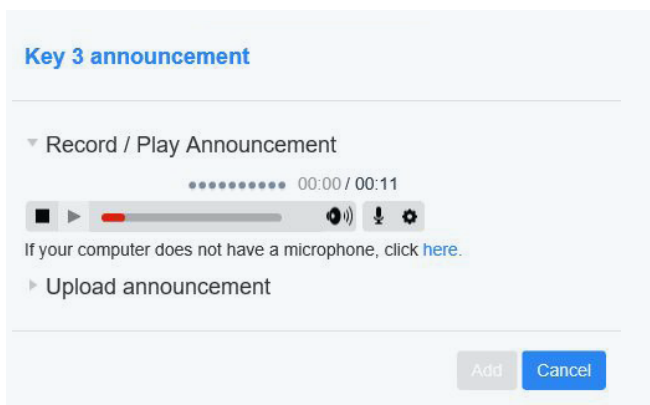 Key 3 announcement
Record / Play Announcement
00:00 / 00:11
If your computer does not have a microphone, click here.
Upload announcement
Add Cancel